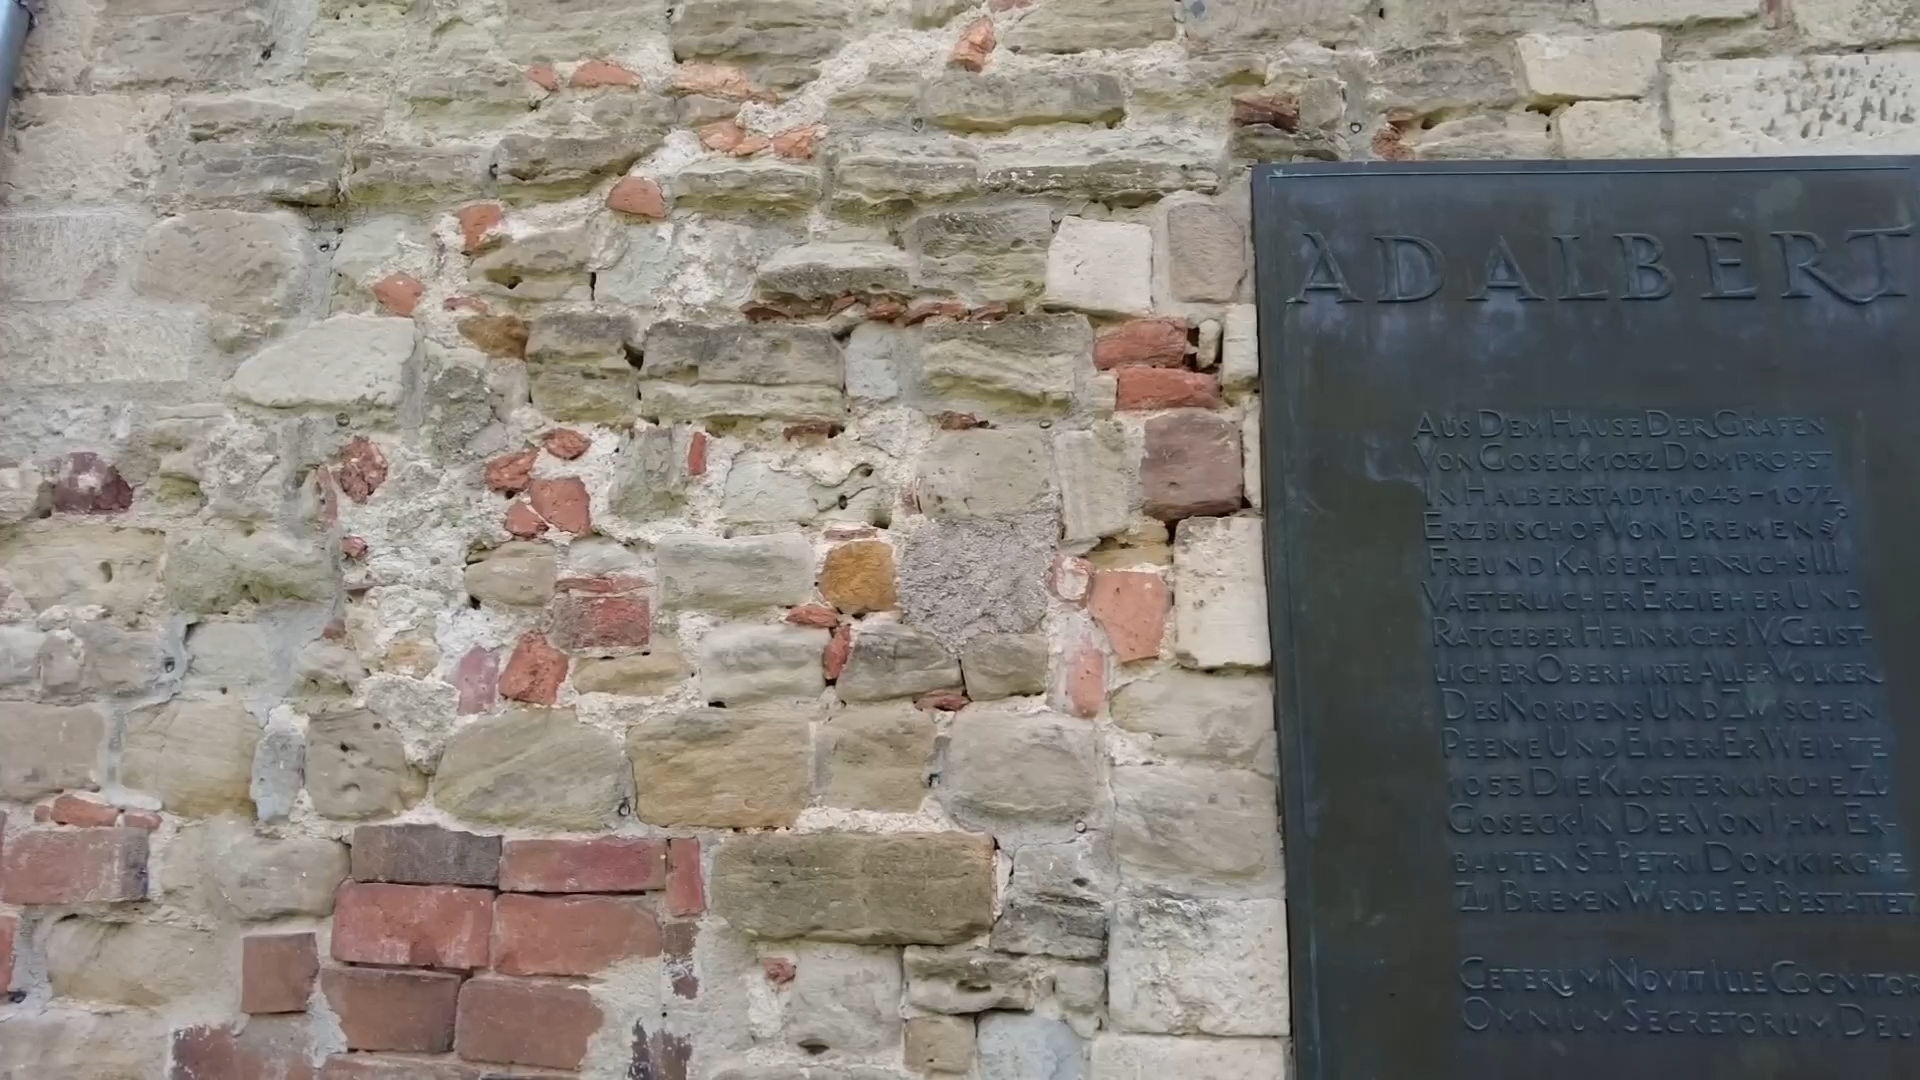 ADALBERT
AUS DEM HAUSE DER GRAFEN
VON GOSECK·1032 DOMPROPST
IN HALBERSTADT·1043-1072
ERZBISCHOF VON BREMEN
FREUND KAISER HEINRICHS III.
VAETERLICHER ERZIEHER UND
RATGEBER HEINRICHS IV. GEIST-
LICHER OBERHIRTE ALLER VÖLKER
DES NORDENS UND ZWISCHEN
PEENE UND EIDER·ER WEIHTE
1053 DIE KLOSTERKIRCHE ZU
GOSECK·IN DER VON IHM ER-
BAUTEN ST. PETRI DOMKIRCHE
ZU BREMEN WURDE ER BESTATTET
CETERUM NOVIT ILLE COGNITOR
OMNIUM SECRETORUM DEU